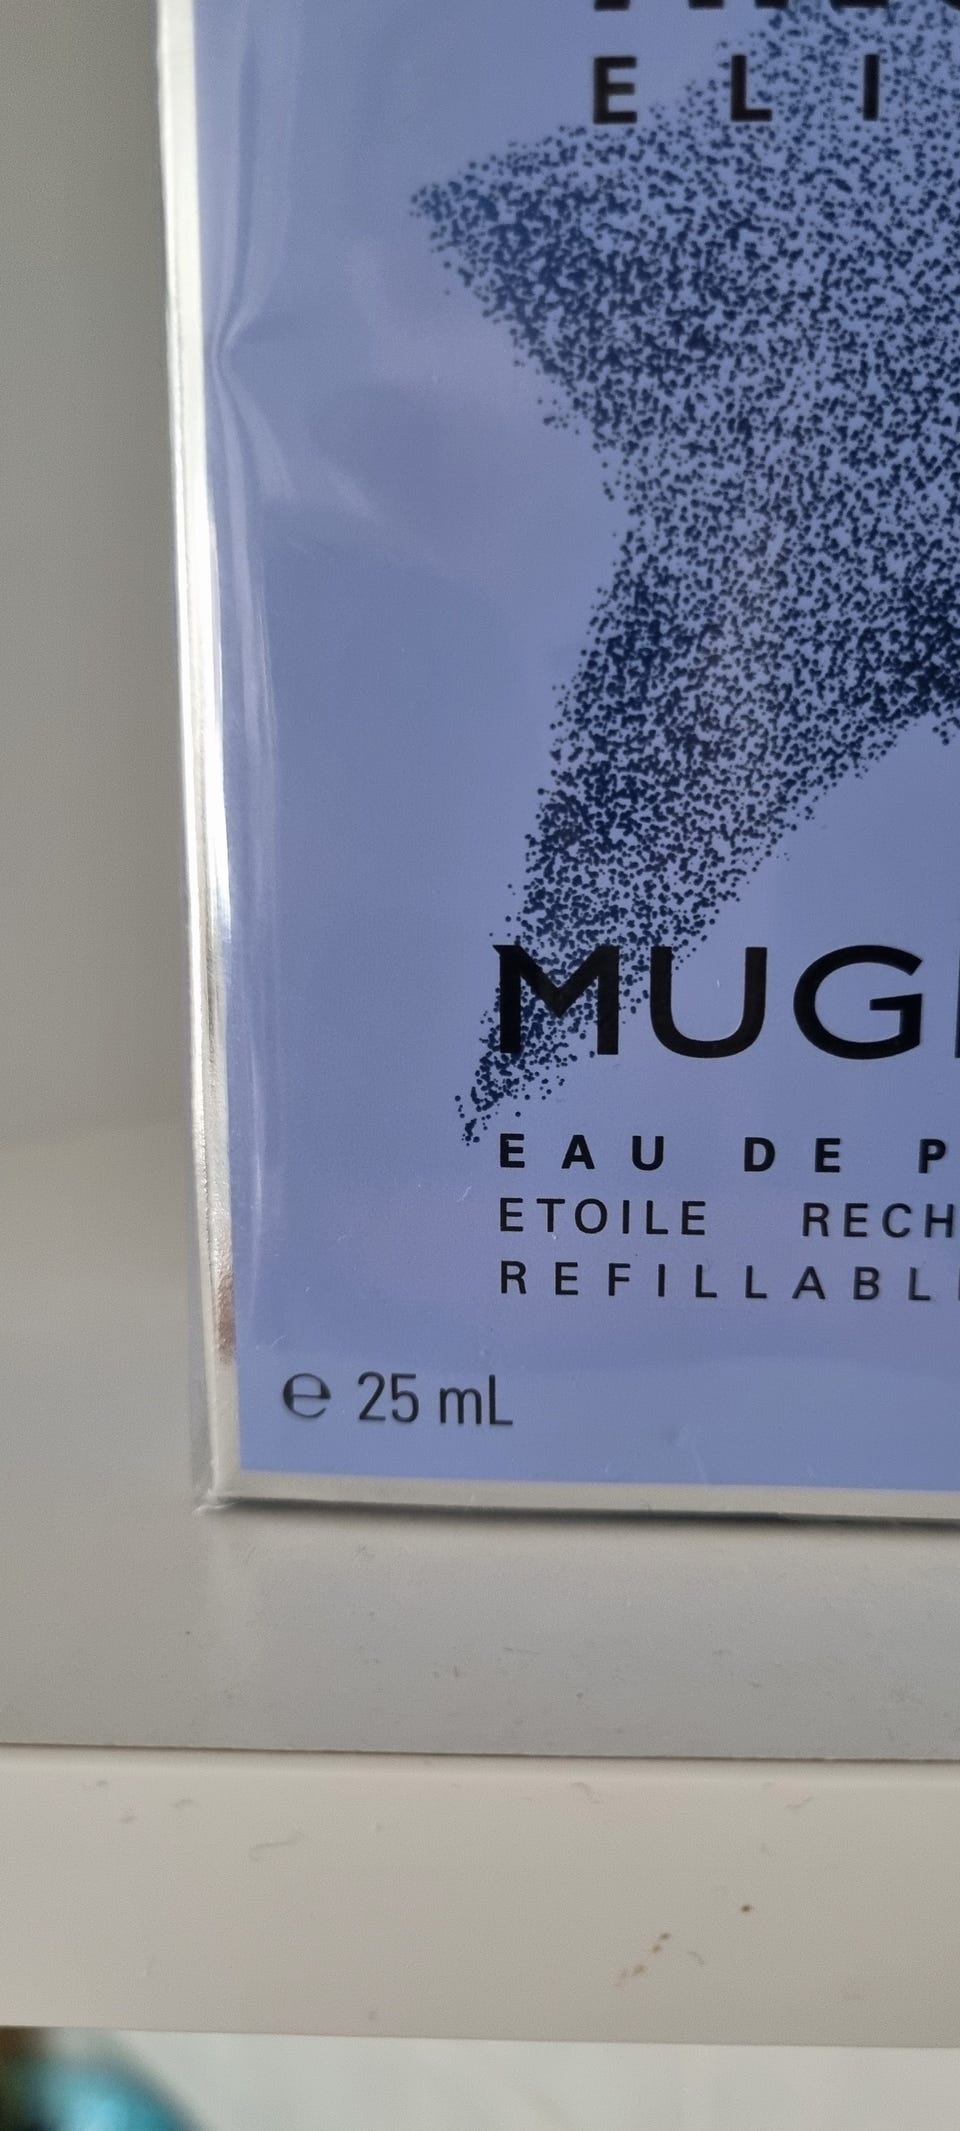 ELI
MUG
EAU DE P
ETOILE RECH
REFILLABL
℮ 25 mL